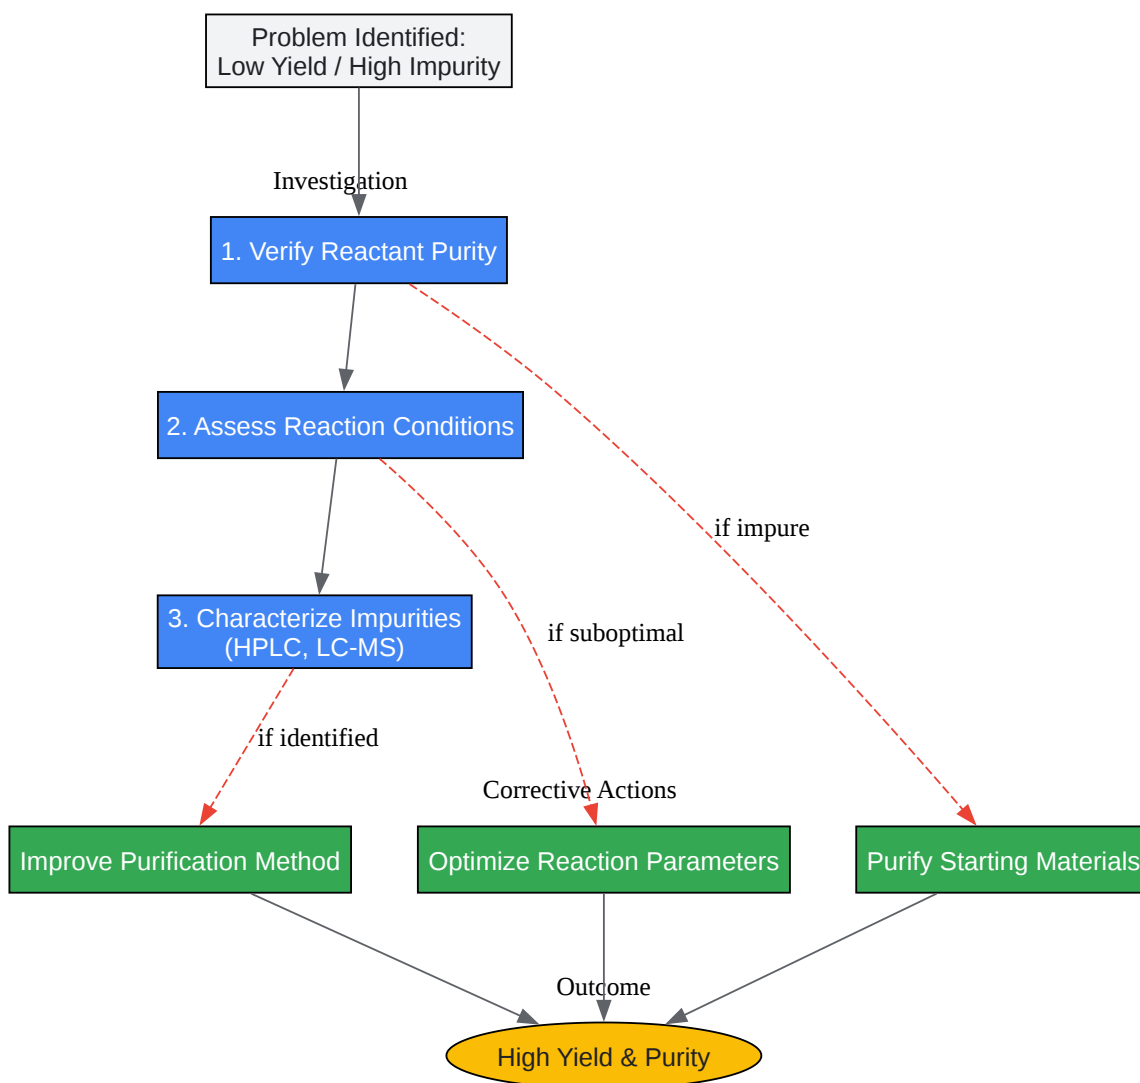 Problem Identified:
Low Yield / High Impurity
Investigation
1. Verify Reactant Purity
2. Assess Reaction Conditions
if impure
3. Characterize Impurities
(HPLC, LC-MS)
if suboptimal
if identified
Corrective Actions
Improve Purification Method
Optimize Reaction Parameters
Purify Starting Materials
Outcome
High Yield & Purity